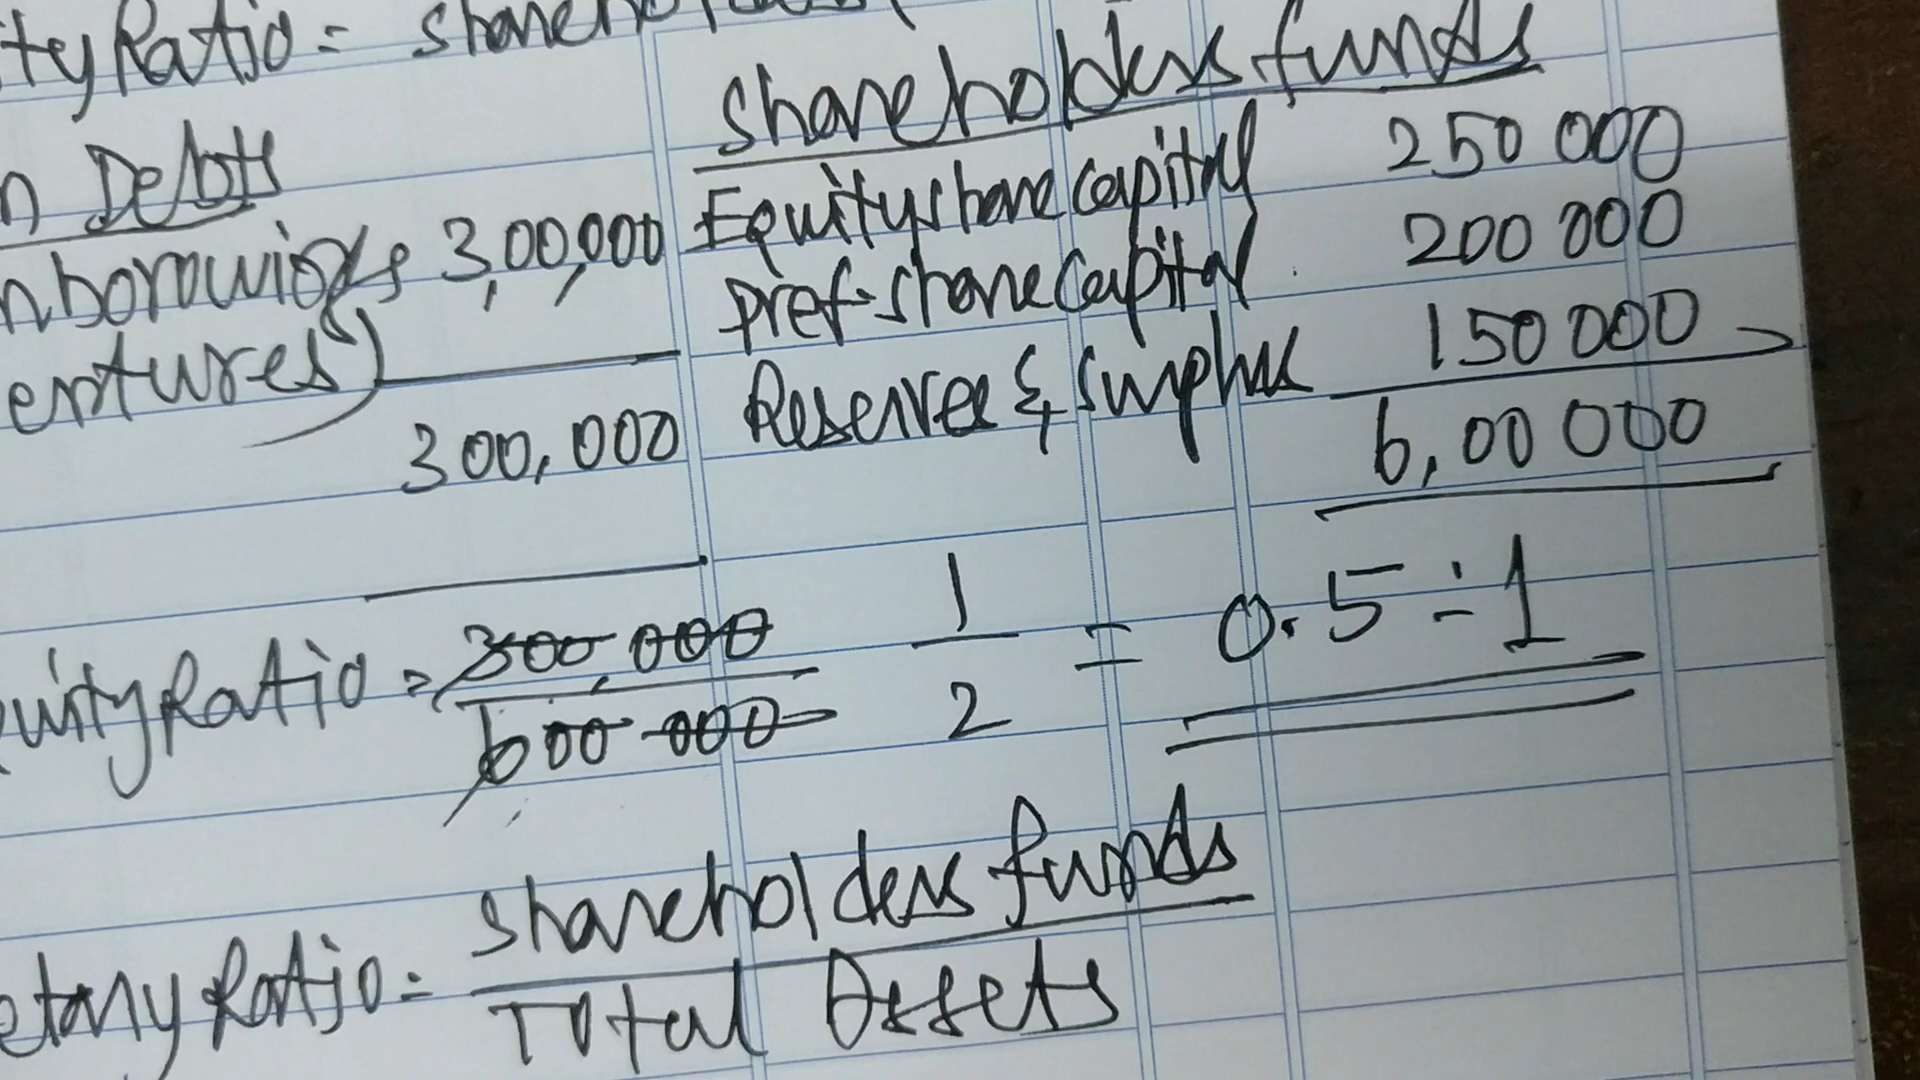 ity Ratio =
Shareholders funds
n Debts
Equity share capital 250 000
n borrowings 3,00,000
Pref. share capital 200 000
entures)
Reserves & Surplus 150 000
300,000
6,00 000
uity Ratio = 300,000 / 600 000 1/2 = 0.5 : 1
etary Ratio = Shareholders funds
Total Assets